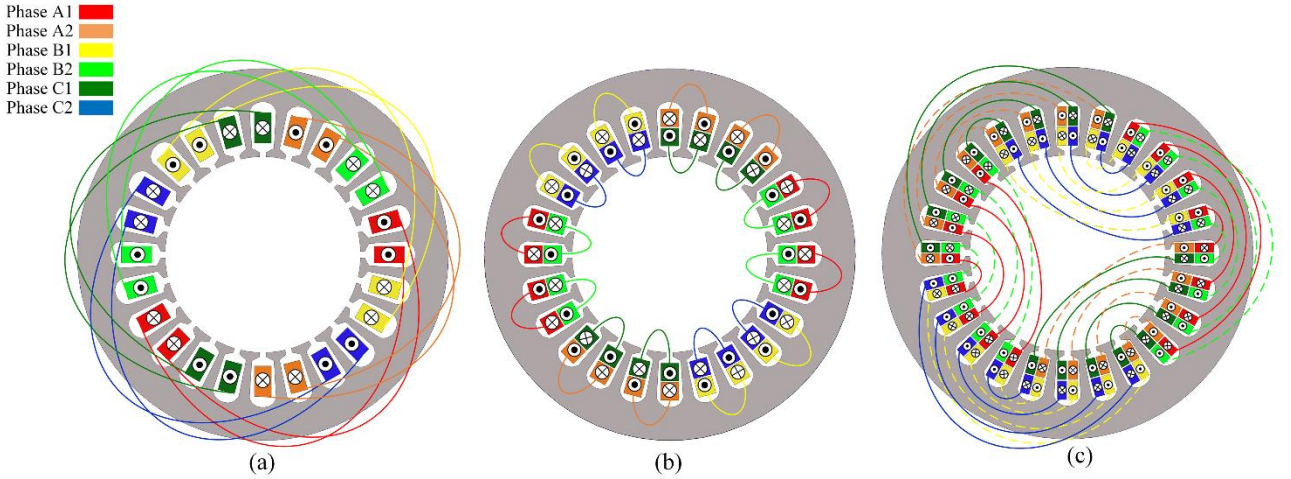 Phase A1
Phase A2
Phase B1
Phase B2
Phase C1
Phase C2
(a)
(b)
(c)